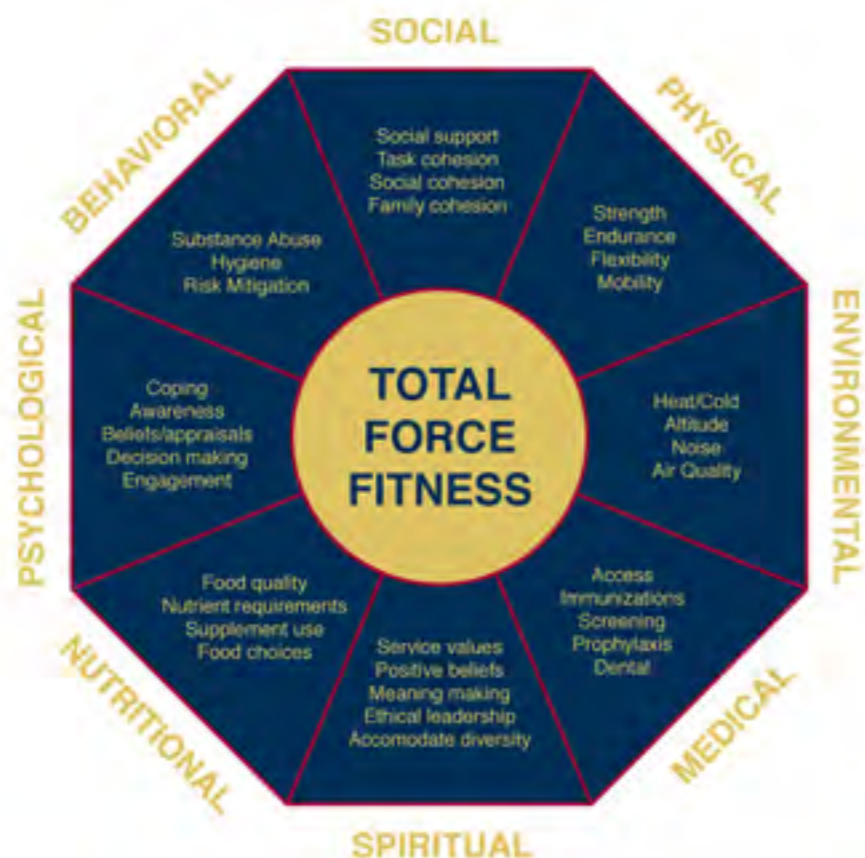 SOCIAL
Social support
Task cohesion
Social cohesion
Family cohesion
PHYSICAL
Strength
Endurance
Flexibility
Mobility
ENVIRONMENTAL
Heat/Cold
Altitude
Noise
Air Quality
MEDICAL
Access
Immunizations
Screening
Prophylaxis
Dental
SPIRITUAL
Service values
Positive beliefs
Meaning making
Ethical leadership
Accomodate diversity
NUTRITIONAL
Food quality
Nutrient requirements
Supplement use
Food choices
PSYCHOLOGICAL
Coping
Awareness
Beliefs/appraisals
Decision making
Engagement
BEHAVIORAL
Substance Abuse
Hygiene
Risk Mitigation
TOTAL
FORCE
FITNESS